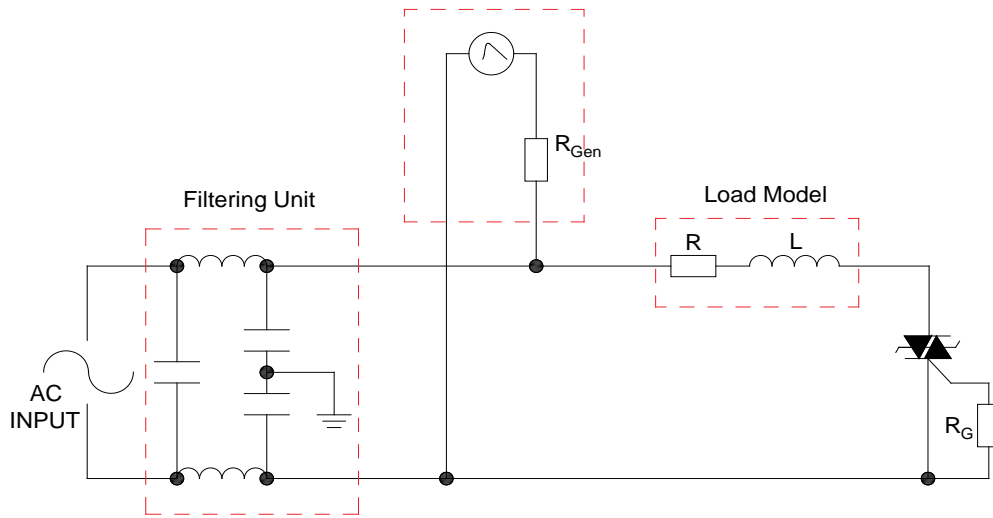 R_Gen
Filtering Unit
Load Model
R
L
AC
INPUT
R_G